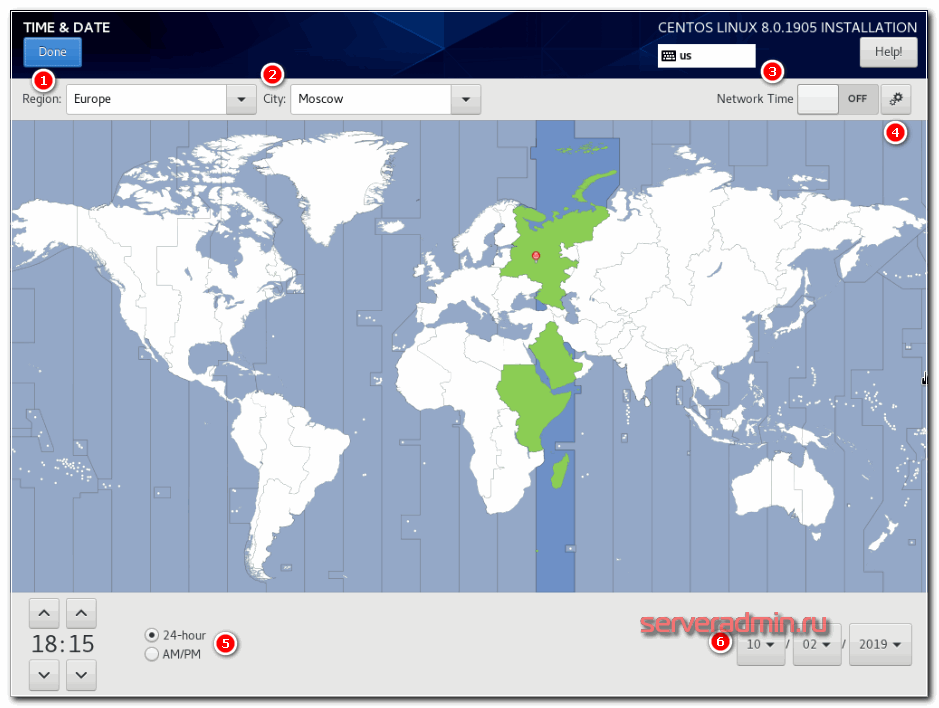 TIME & DATE
CENTOS LINUX 8.0.1905 INSTALLATION
Done
us
Help!
1
2
3
Region:
Europe
City:
Moscow
Network Time
OFF
4
18:15
24-hour
AM/PM
5
serveradmin.ru
6
10 / 02 / 2019